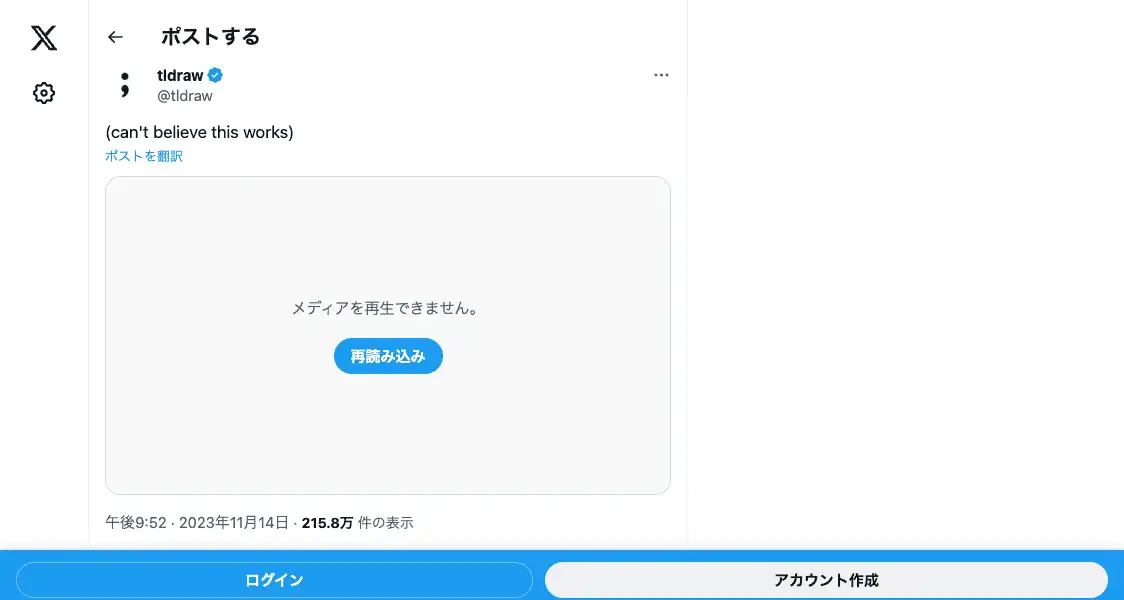 ポストする
tldraw
@tldraw
(can't believe this works)
ポストを翻訳
メディアを再生できません。
再読み込み
午後9:52 · 2023年11月14日 · 215.8万 件の表示
ログイン
アカウント作成